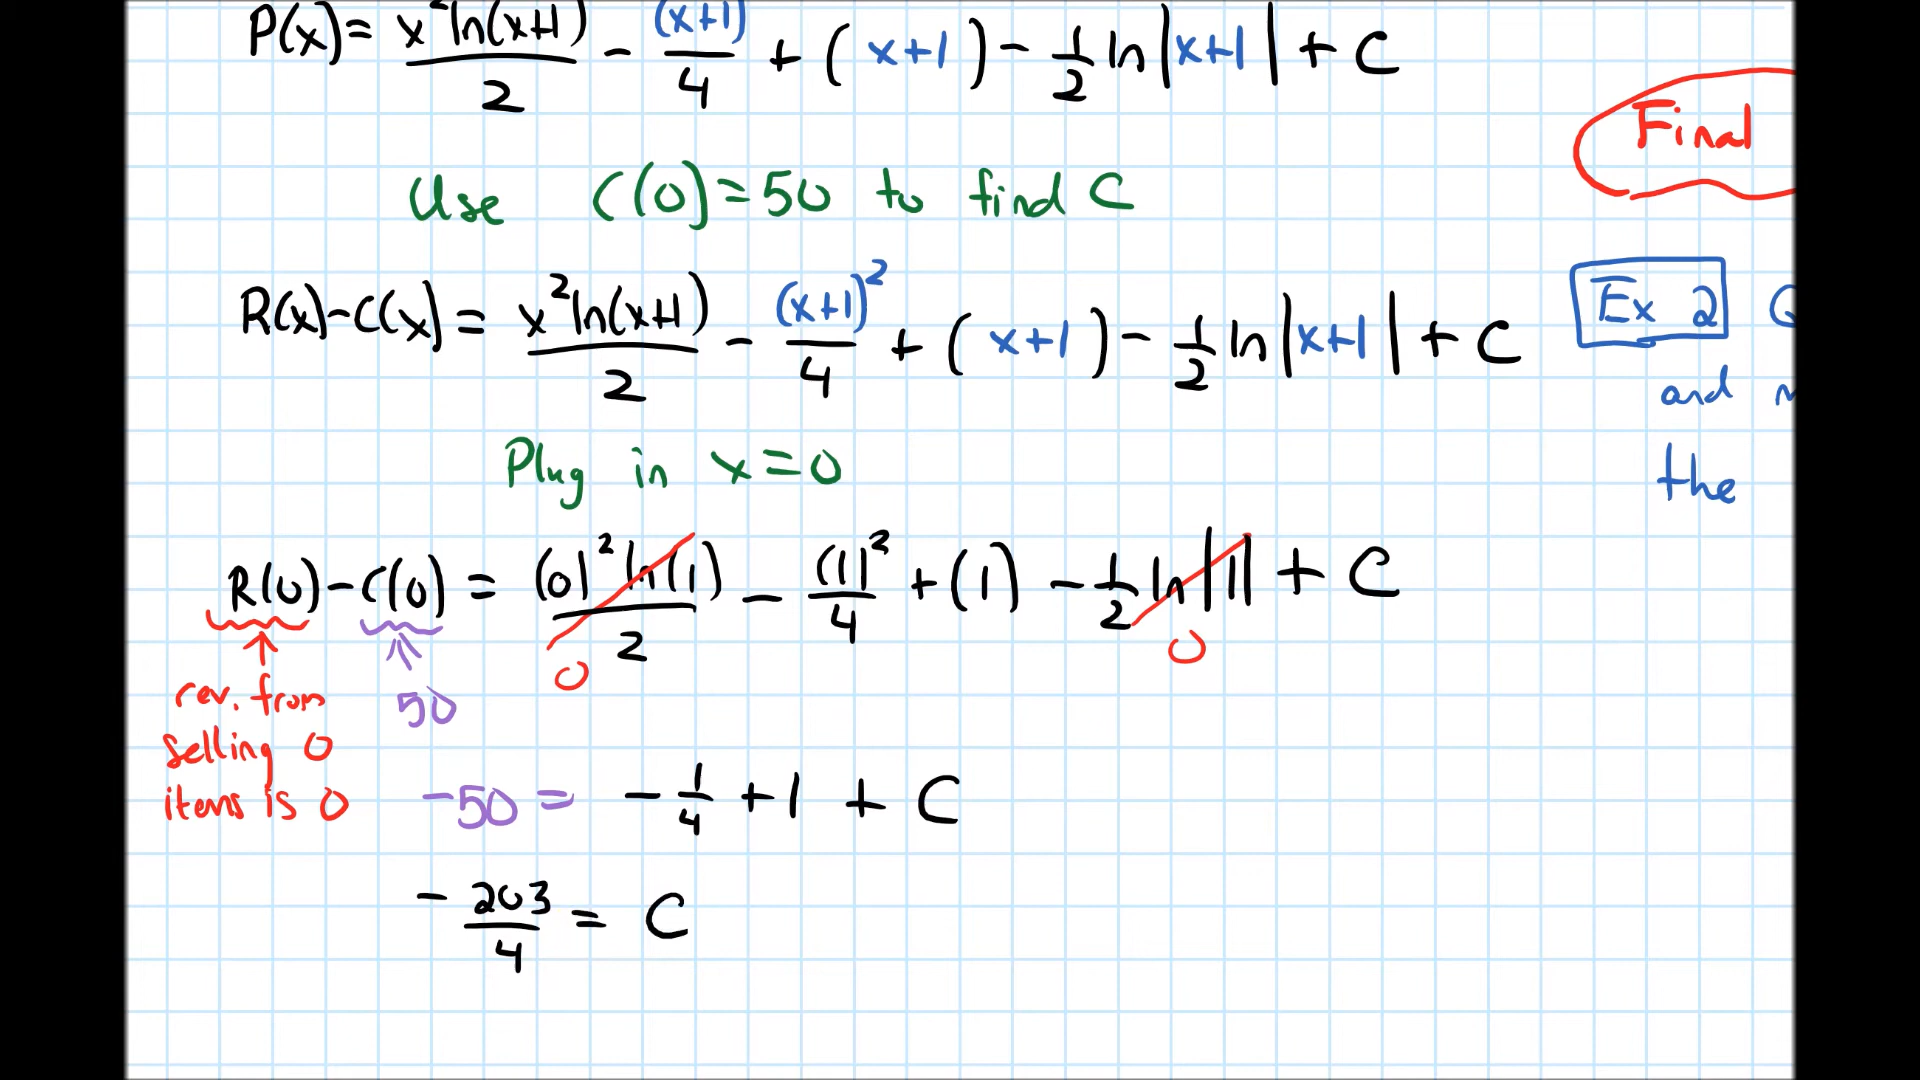 P(x)= x²ln(x+1)/2 - (x+1)/4 + (x+1) - 1/2 ln|x+1| + C
Final
Use C(0)=50 to find C
R(x)-C(x)= x²ln(x+1)/2 - (x+1)²/4 + (x+1) - 1/2 ln|x+1| + C
Ex 2
and
the
Plug in x=0
R(0)-C(0) = (0)²ln(1)/2 - (1)²/4 + (1) - 1/2 ln|1| + C
0
0
rev. from
selling 0
items is 0
50
-50 = -1/4 +1 + C
-203/4 = C